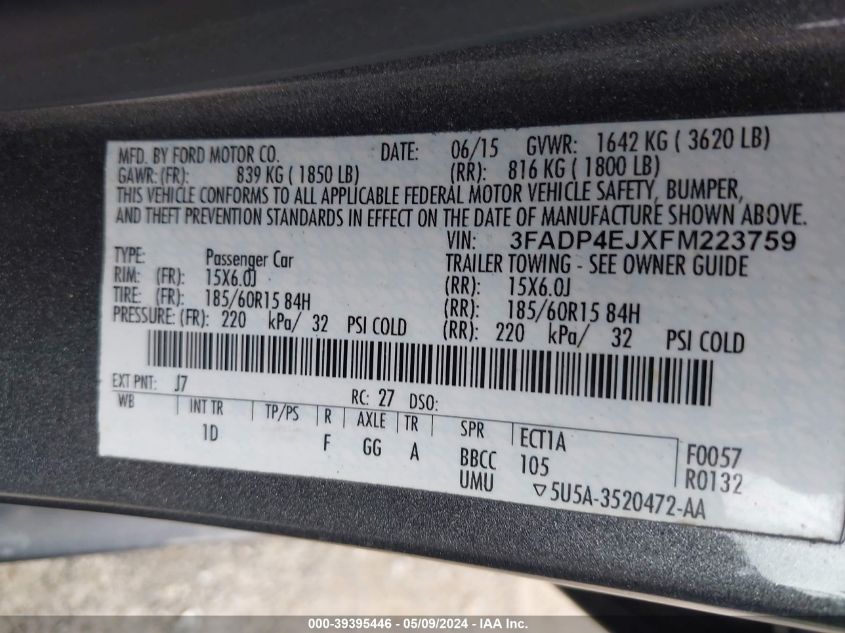 MFD. BY FORD MOTOR CO. DATE: 06/15 GVWR: 1642 KG ( 3620 LB)
GAWR: (FR): 839 KG ( 1850 LB) (RR): 816 KG ( 1800 LB)
THIS VEHICLE CONFORMS TO ALL APPLICABLE FEDERAL MOTOR VEHICLE SAFETY, BUMPER,
AND THEFT PREVENTION STANDARDS IN EFFECT ON THE DATE OF MANUFACTURE SHOWN ABOVE.
VIN: 3FADP4EJXFM223759
TYPE: Passenger Car TRAILER TOWING - SEE OWNER GUIDE
RIM: (FR): 15X6.0J (RR): 15X6.0J
TIRE: (FR): 185/60R15 84H (RR): 185/60R15 84H
PRESSURE: (FR): 220 kPa/ 32 PSI COLD (RR): 220 kPa/ 32 PSI COLD
EXT PNT: J7 RC: 27 DSO:
WB INT TR TP/PS R AXLE TR SPR ECT1A F0057
1D F GG A BBCC 105 R0132
UMU ▽5U5A-3520472-AA
000-39395446 - 05/09/2024 - IAA Inc.